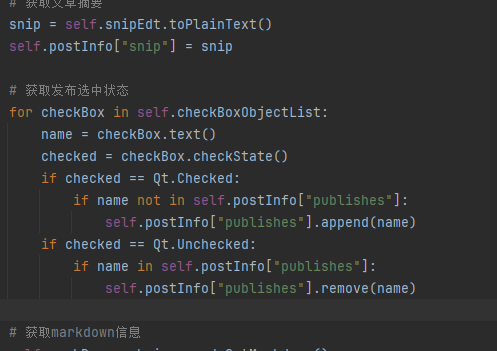 # 获取文章摘要
snip = self.snipEdt.toPlainText()
self.postInfo["snip"] = snip
# 获取发布选中状态
for checkBox in self.checkBoxObjectList:
name = checkBox.text()
checked = checkBox.checkState()
if checked == Qt.Checked:
if name not in self.postInfo["publishes"]:
self.postInfo["publishes"].append(name)
if checked == Qt.Unchecked:
if name in self.postInfo["publishes"]:
self.postInfo["publishes"].remove(name)
# 获取markdown信息